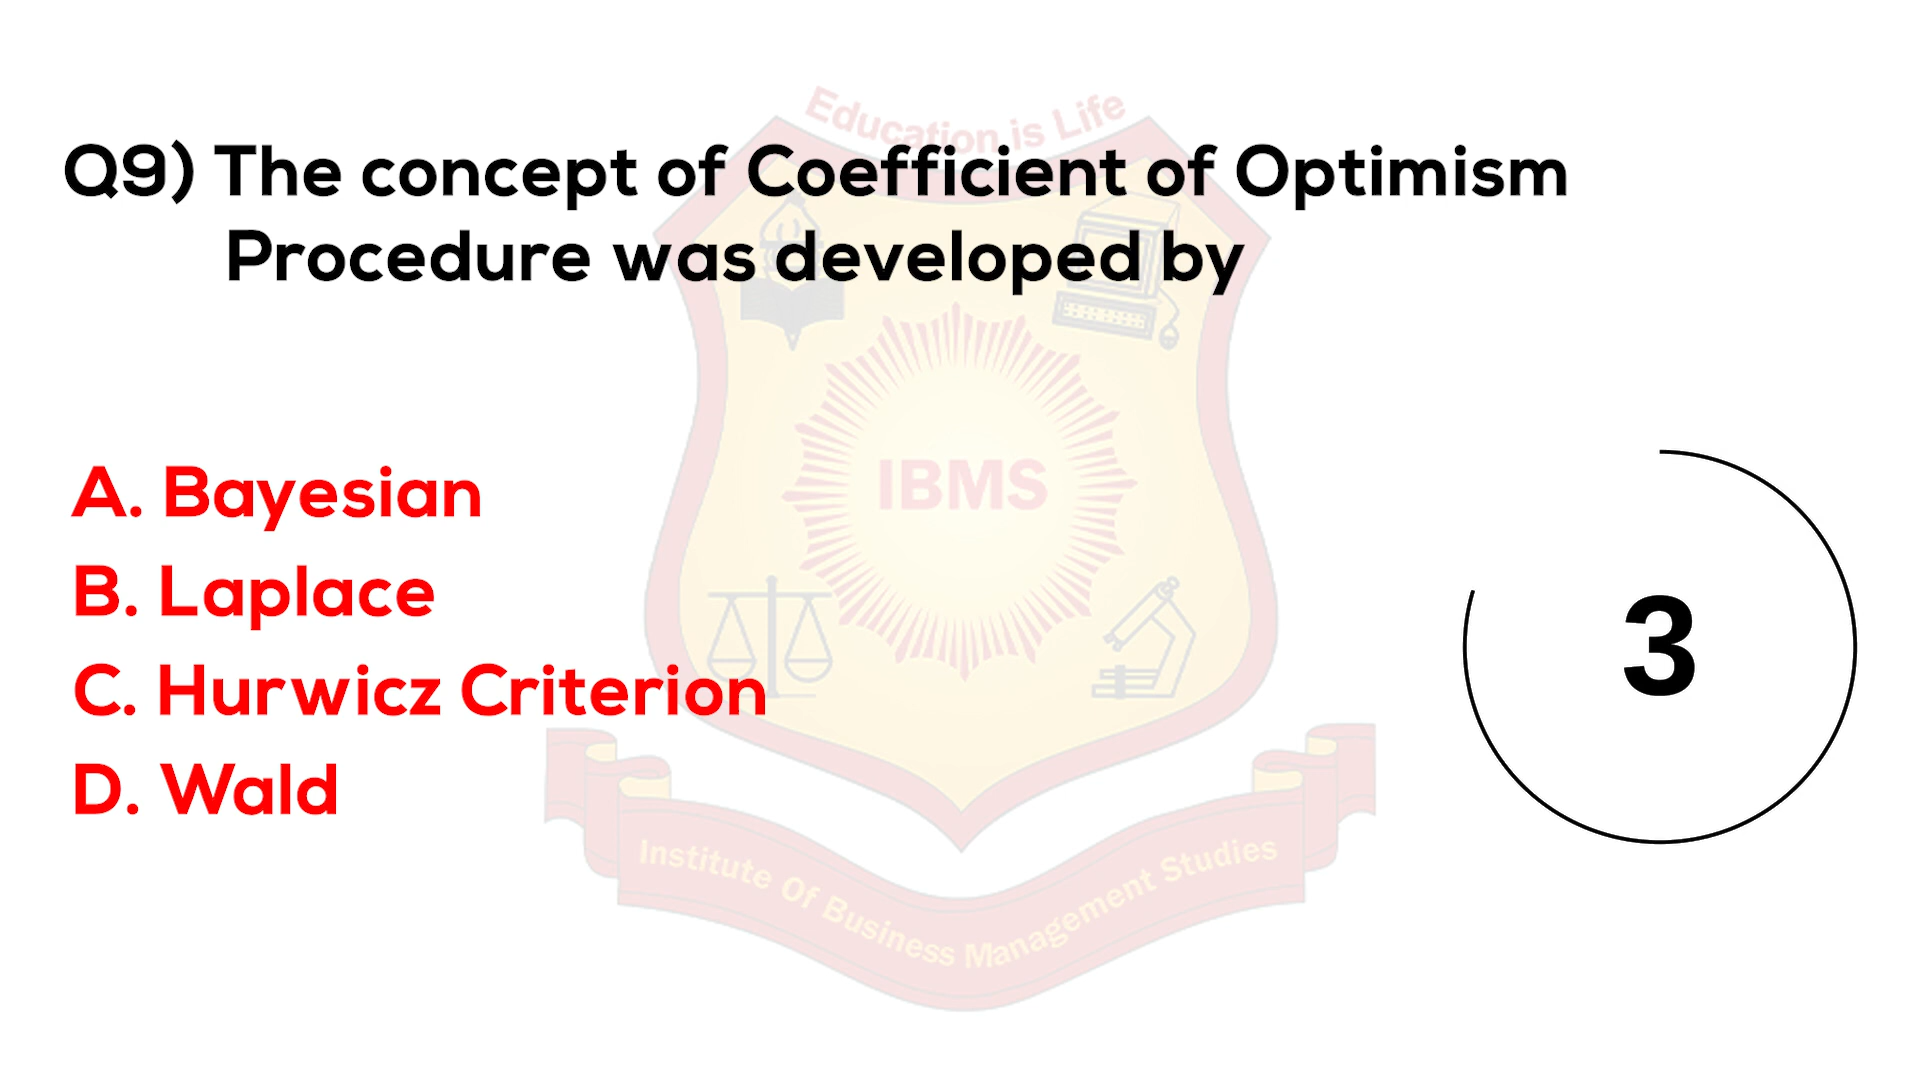 Education is Life
Q9) The concept of Coefficient of Optimism
Procedure was developed by
IBMS
A. Bayesian
B. Laplace
C. Hurwicz Criterion
D. Wald
3
Institute Of Business Management Studies